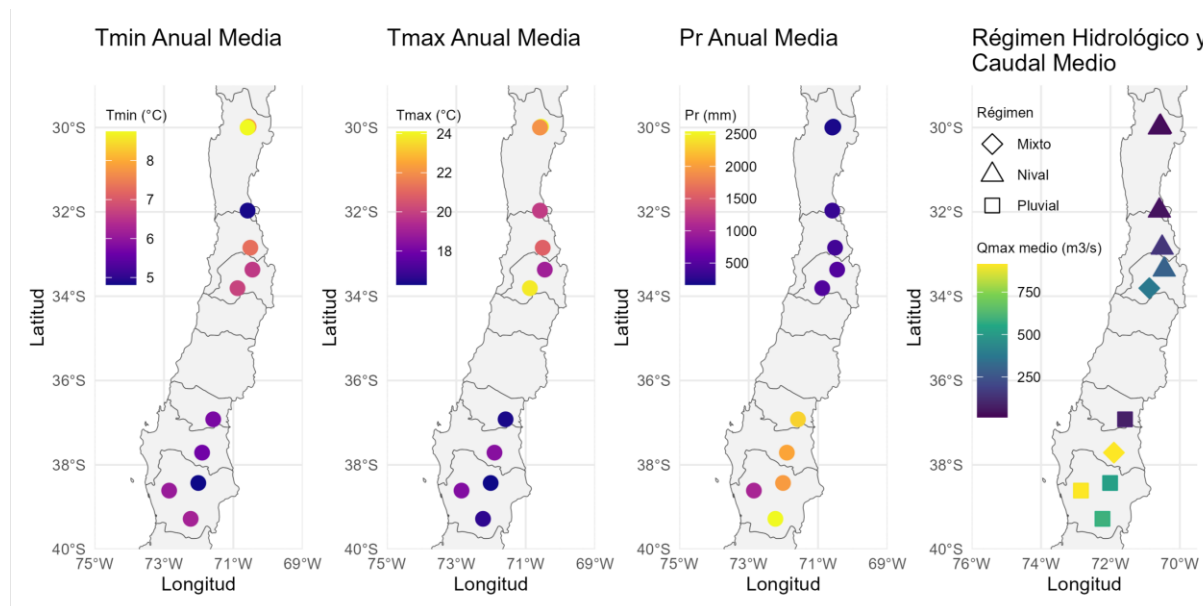 Tmin Anual Media
Tmin (°C)
8
7
6
5
30°S
32°S
34°S
36°S
38°S
40°S
Latitud
75°W 73°W 71°W 69°W
Longitud
Tmax Anual Media
Tmax (°C)
24
22
20
18
30°S
32°S
34°S
36°S
38°S
40°S
Latitud
75°W 73°W 71°W 69°W
Longitud
Pr Anual Media
Pr (mm)
2500
2000
1500
1000
500
30°S
32°S
34°S
36°S
38°S
40°S
Latitud
75°W 73°W 71°W 69°W
Longitud
Régimen Hidrológico y
Caudal Medio
Régimen
Mixto
Nival
Pluvial
Qmax medio (m3/s)
750
500
250
30°S
32°S
34°S
36°S
38°S
40°S
Latitud
76°W 74°W 72°W 70°W
Longitud